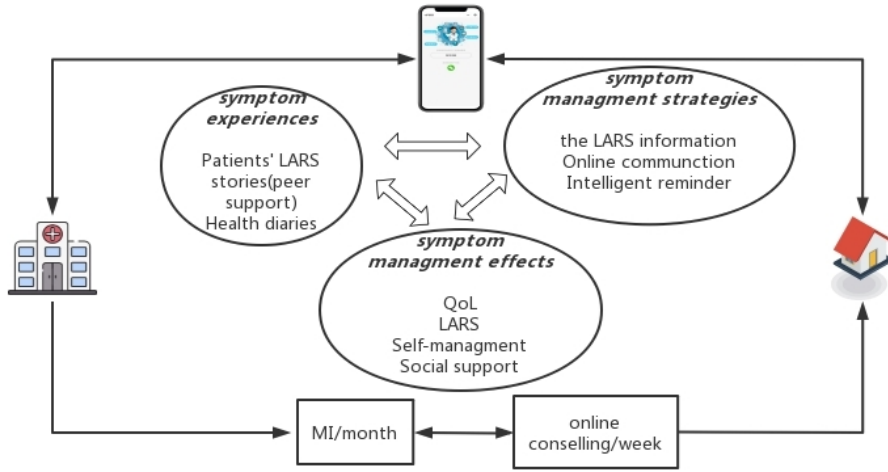 symptom
experiences
Patients' LARS
stories(peer
support)
Health diaries
symptom
managment strategies
the LARS information
Online communction
Intelligent reminder
symptom
managment effects
QoL
LARS
Self-managment
Social support
MI/month
online
conselling/week